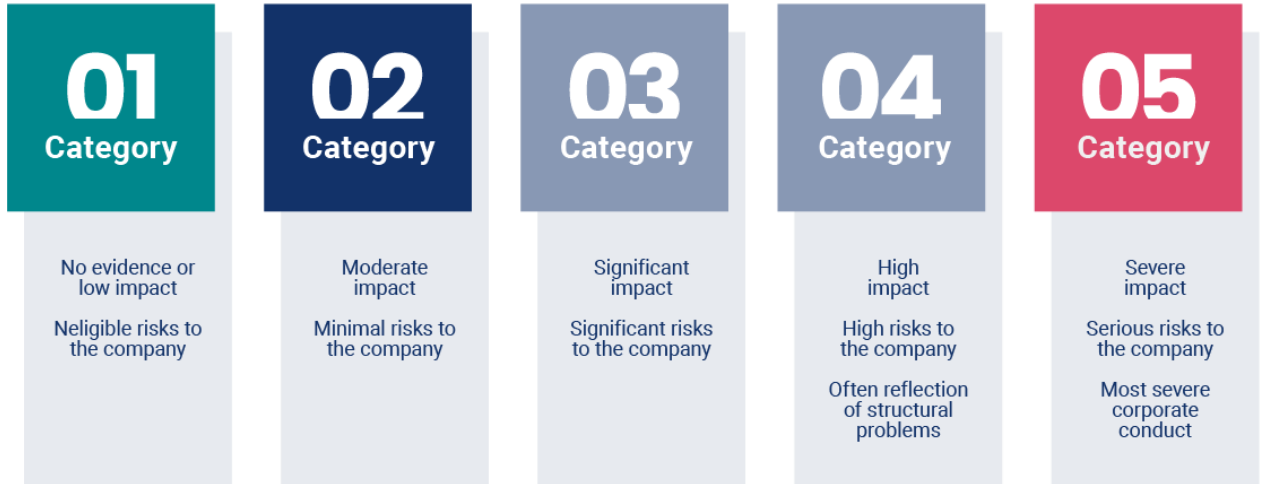 01
Category
No evidence or
low impact
Neligible risks to
the company
02
Category
Moderate
impact
Minimal risks to
the company
03
Category
Significant
impact
Significant risks
to the company
04
Category
High
impact
High risks to
the company
Often reflection
of structural
problems
05
Category
Severe
impact
Serious risks to
the company
Most severe
corporate
conduct